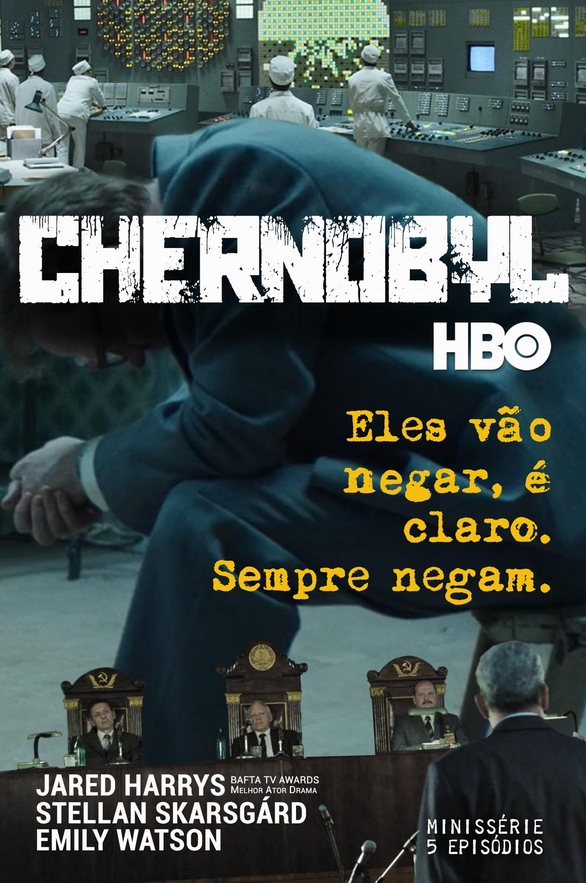 CHERNOBYL
HBO
Eles vão
negar, é
claro.
Sempre negam.
JARED HARRYS BAFTA TV AWARDS
Melhor Ator Drama
STELLAN SKARSGÁRD
EMILY WATSON
MINISSÉRIE
5 EPISÓDIOS